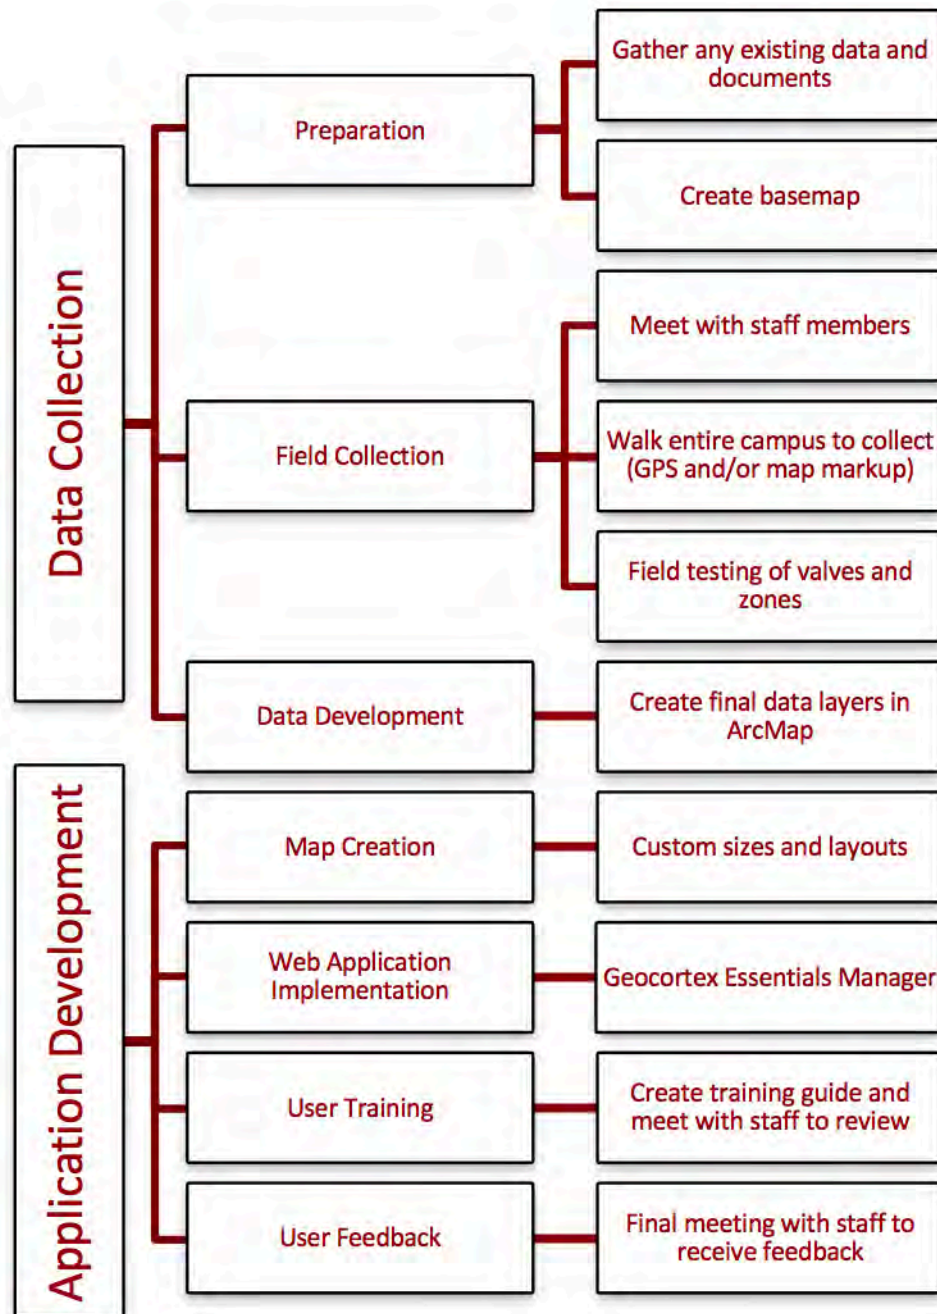 Data Collection
Preparation
Gather any existing data and
documents
Create basemap
Field Collection
Meet with staff members
Walk entire campus to collect
(GPS and/or map markup)
Field testing of valves and
zones
Data Development
Create final data layers in
ArcMap
Application Development
Map Creation
Custom sizes and layouts
Web Application
Implementation
Geocortex Essentials Manager
User Training
Create training guide and
meet with staff to review
User Feedback
Final meeting with staff to
receive feedback